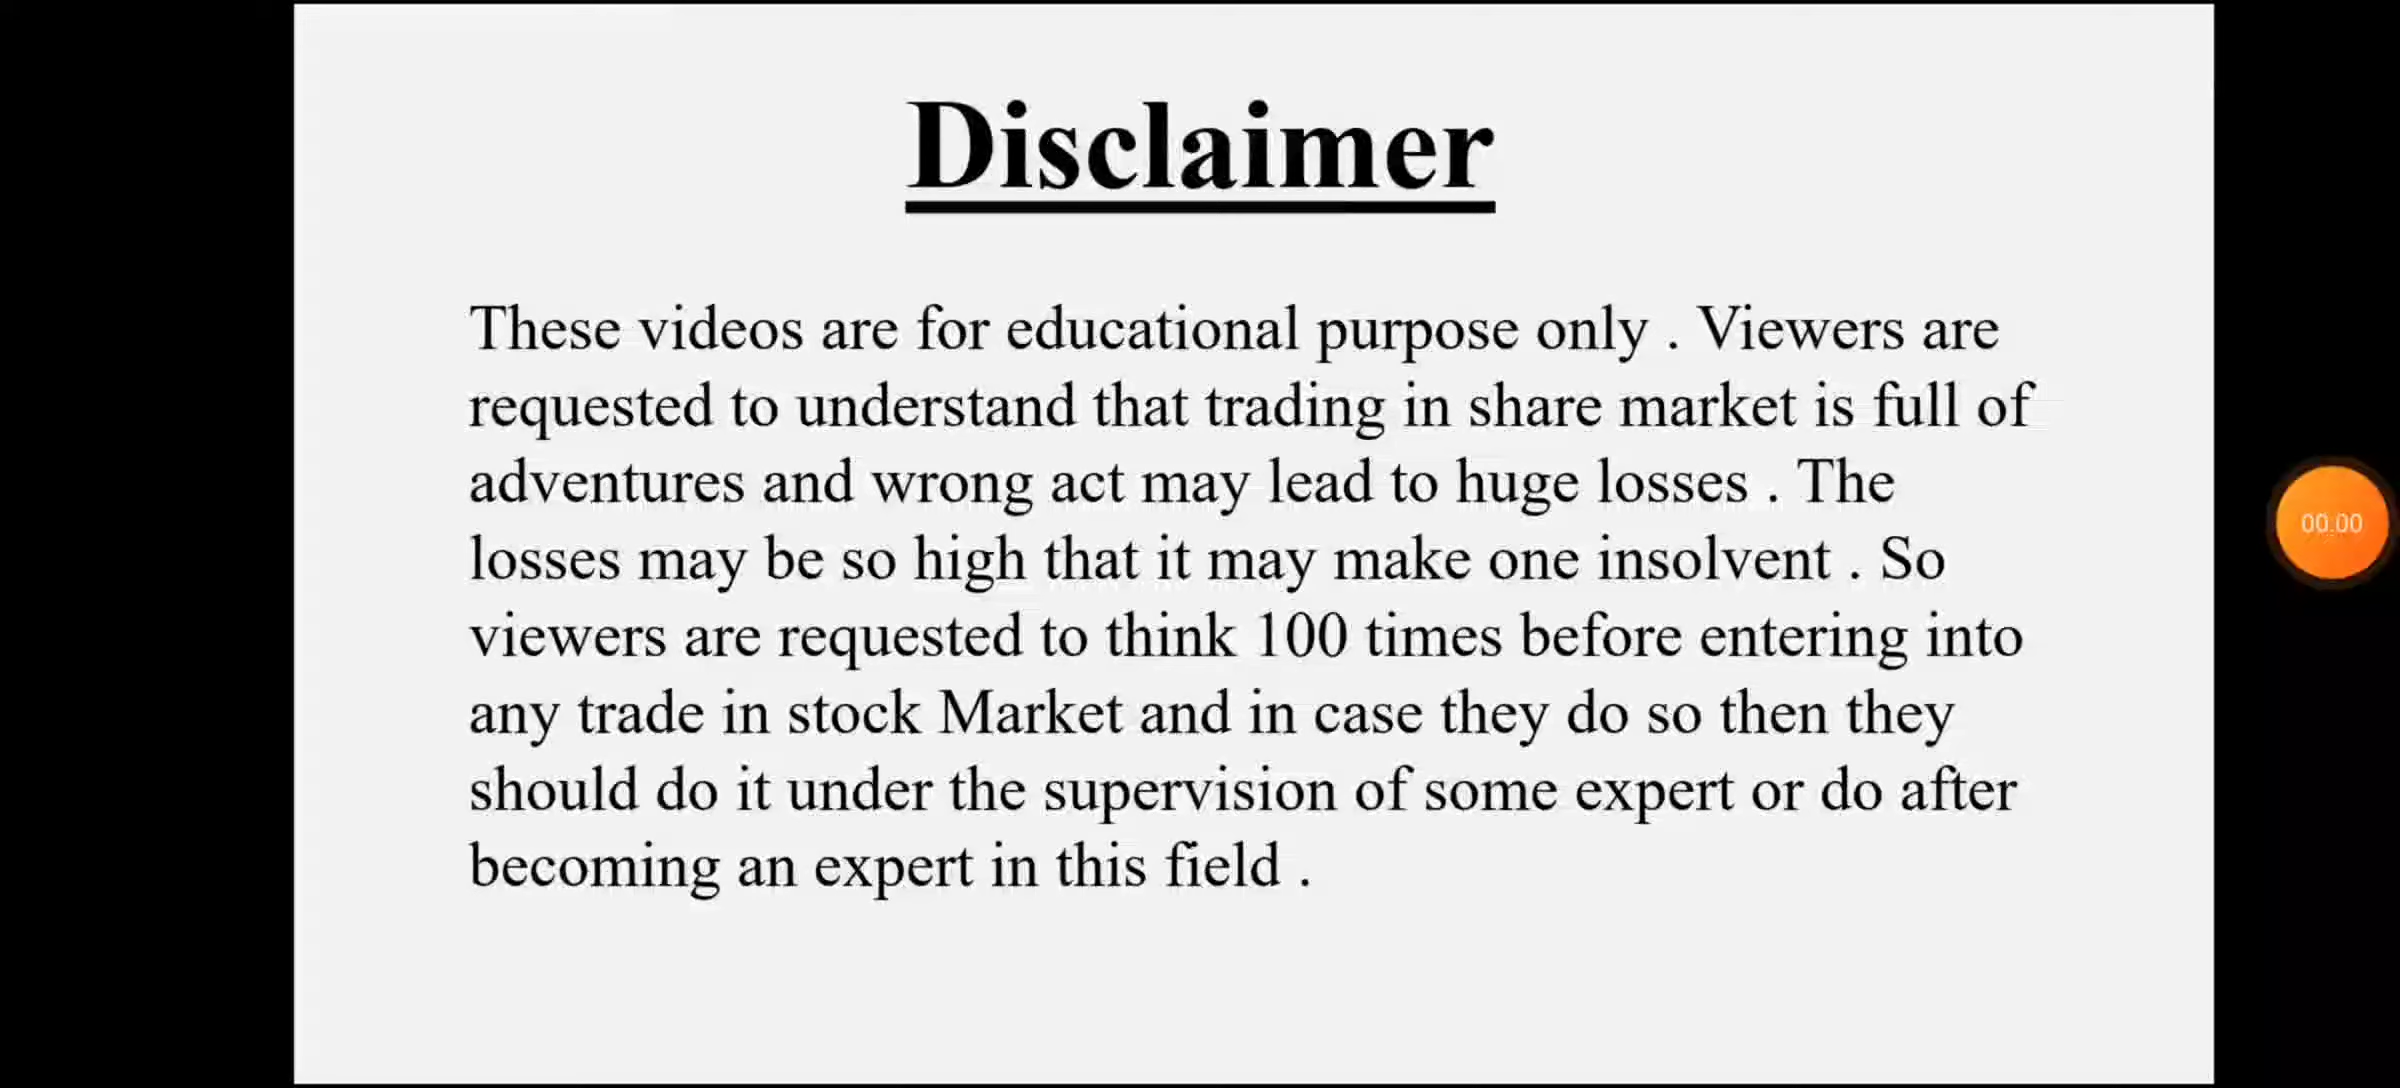 Disclaimer
These videos are for educational purpose only . Viewers are
requested to understand that trading in share market is full of
adventures and wrong act may lead to huge losses . The
losses may be so high that it may make one insolvent . So
viewers are requested to think 100 times before entering into
any trade in stock Market and in case they do so then they
should do it under the supervision of some expert or do after
becoming an expert in this field .
00:00